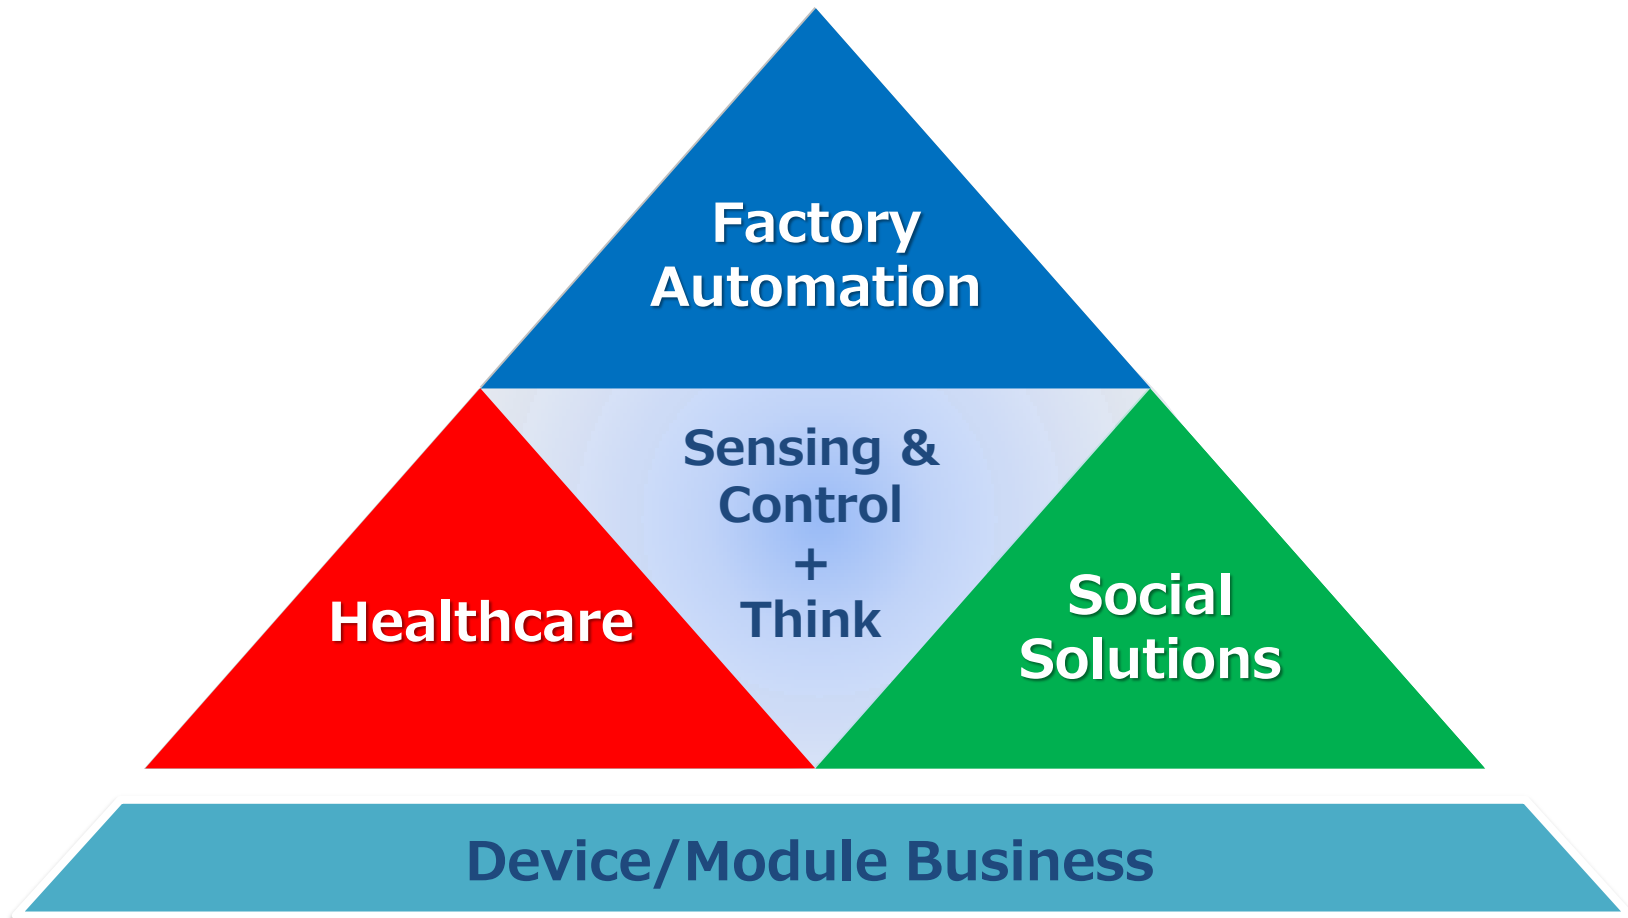 Factory
Automation
Sensing &
Control
+
Think
Healthcare
Social
Solutions
Device/Module Business